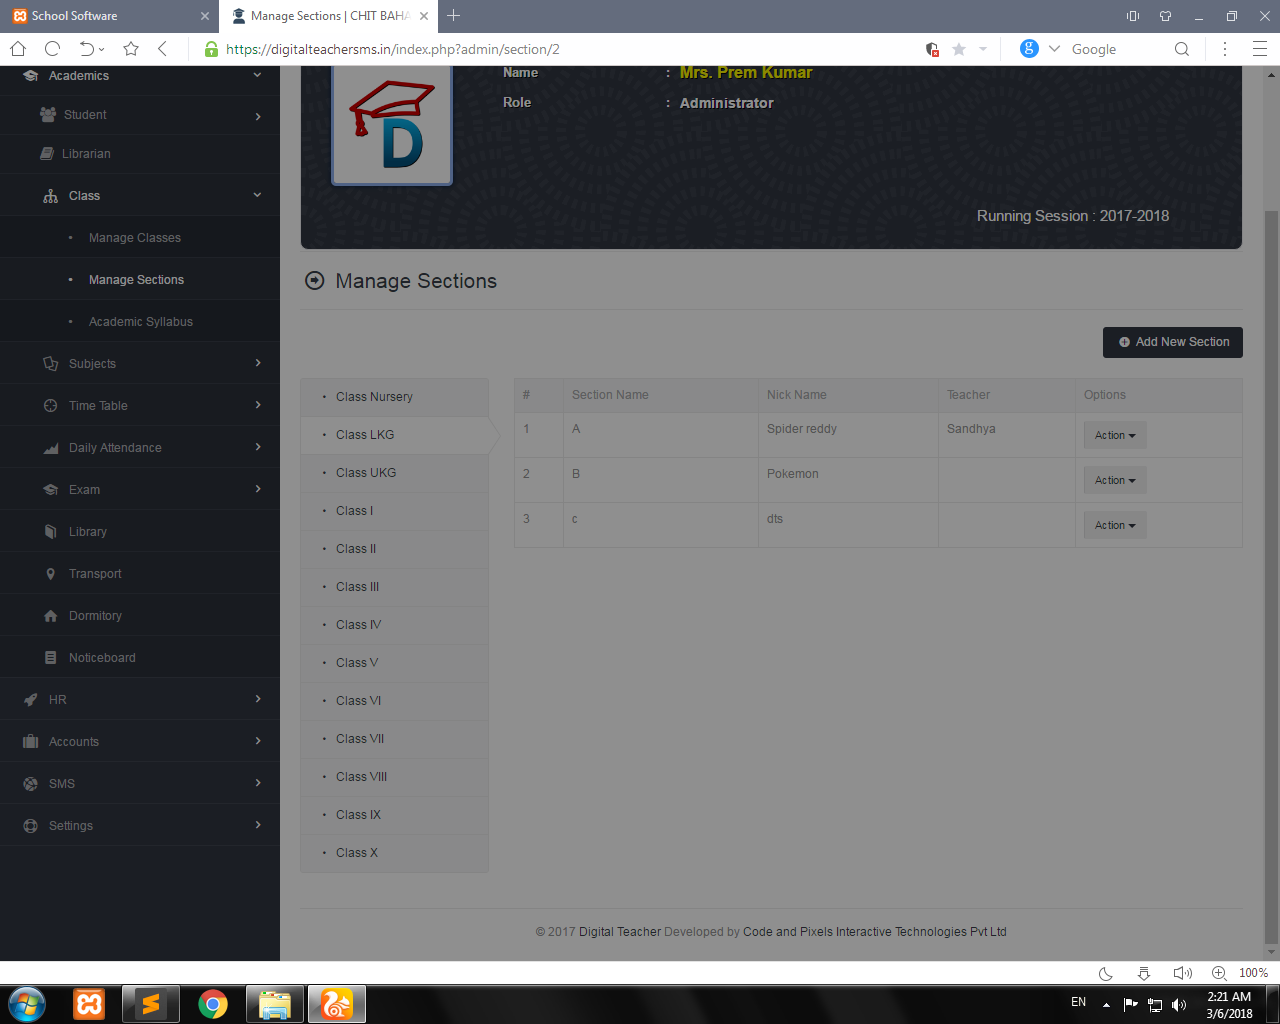 School Software
Manage Sections | CHIT BAHA
https://digitalteachersms.in/index.php?admin/section/2
g
Google
Academics
Student
Librarian
Class
Manage Classes
Manage Sections
Academic Syllabus
Subjects
Time Table
Daily Attendance
Exam
Library
Transport
Dormitory
Noticeboard
HR
Accounts
SMS
Settings
D
Name : Mrs. Prem Kumar
Role : Administrator
Running Session : 2017-2018
Manage Sections
Add New Section
Class Nursery
Class LKG
Class UKG
Class I
Class II
Class III
Class IV
Class V
Class VI
Class VII
Class VIII
Class IX
Class X
# Section Name Nick Name Teacher Options
1 A Spider reddy Sandhya Action
2 B Pokemon Action
3 c dts Action
© 2017 Digital Teacher Developed by Code and Pixels Interactive Technologies Pvt Ltd
100%
EN
2:21 AM
3/6/2018